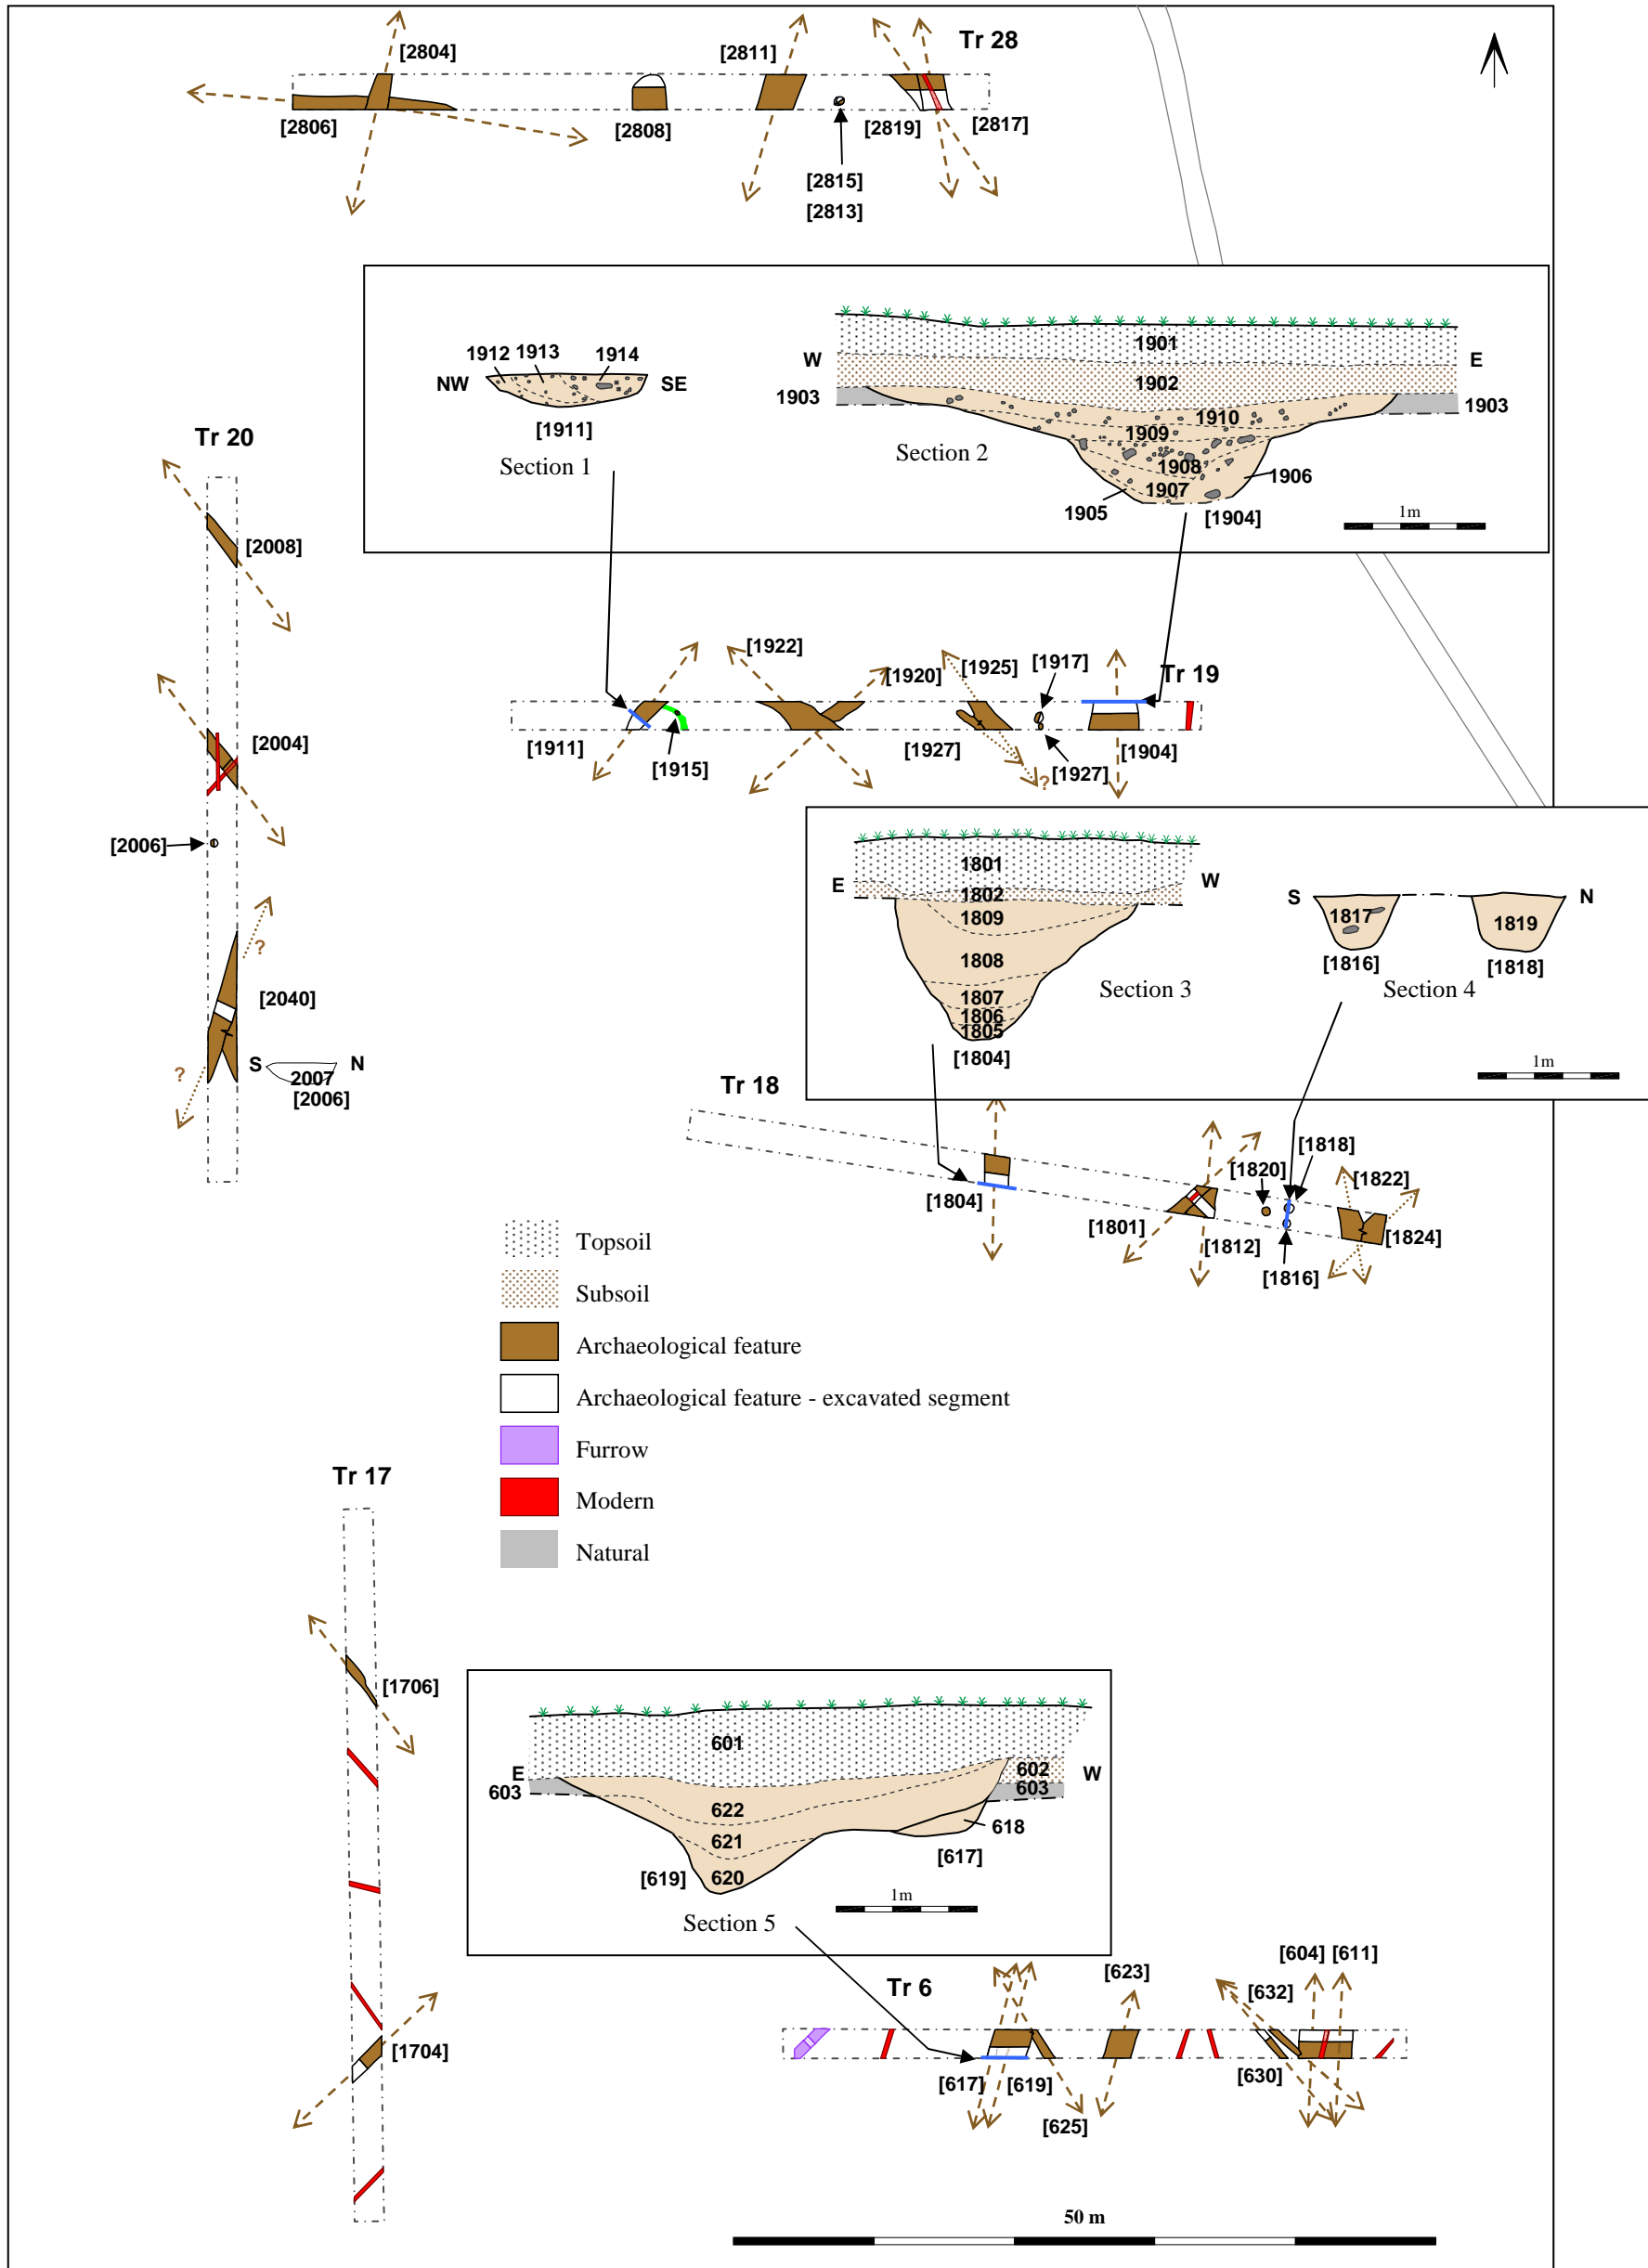 Tr 28
[2804]
[2811]
[2806]
[2808]
[2819]
[2817]
[2815]
[2813]
1912 1913 1914
NW SE
[1911]
Section 1
W E
1901
1902
1903 1903
1910
1909
1908
1907
1906
1905
[1904]
Section 2
1m
Tr 20
[2008]
[2004]
[2006]
?
[2040]
?
S N
2007
[2006]
Tr 19
[1922]
[1920]
[1925]
[1917]
[1911]
[1915]
[1927]
?
[1927]
[1904]
E W
1801
1802
1809
1808
1807
1806
1805
[1804]
Section 3
S N
1817 1819
[1816] [1818]
Section 4
1m
Tr 18
[1804]
[1801]
[1812]
[1820]
[1818]
[1816]
[1822]
[1824]
Topsoil
Subsoil
Archaeological feature
Archaeological feature - excavated segment
Furrow
Modern
Natural
Tr 17
[1706]
[1704]
E W
601
602
603 603
622
621
620
618
[619]
[617]
Section 5
1m
Tr 6
[623]
[604] [611]
[632]
[617] [619]
[625]
[630]
50 m